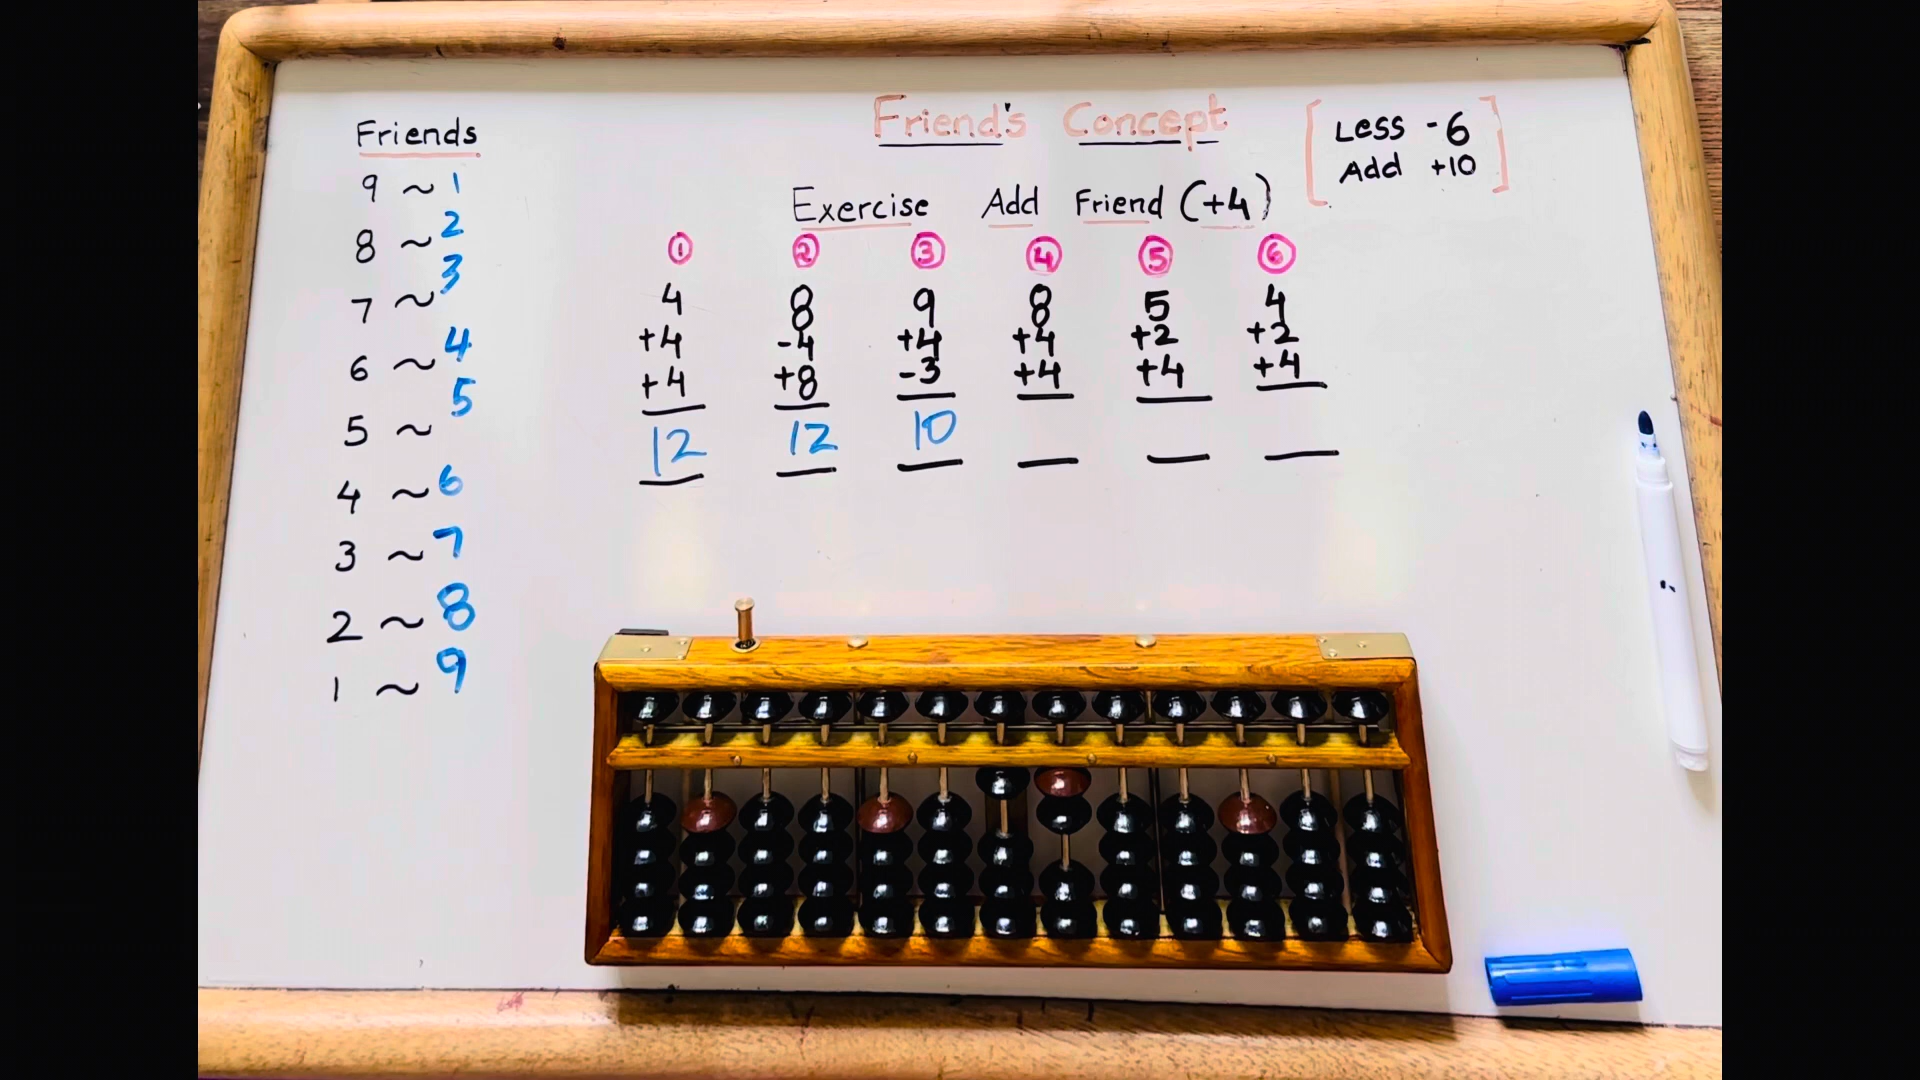 Friend's Concept
[ Less -6
Add +10 ]
Friends
9 ~ 1
8 ~ 2
7 ~ 3
6 ~ 4
5 ~ 5
4 ~ 6
3 ~ 7
2 ~ 8
1 ~ 9
Exercise Add Friend (+4)
1 2 3 4 5 6
4 8 9 8 5 4
+4 -4 +4 +4 +2 +2
+4 +8 -3 +4 +4 +4
12 12 10